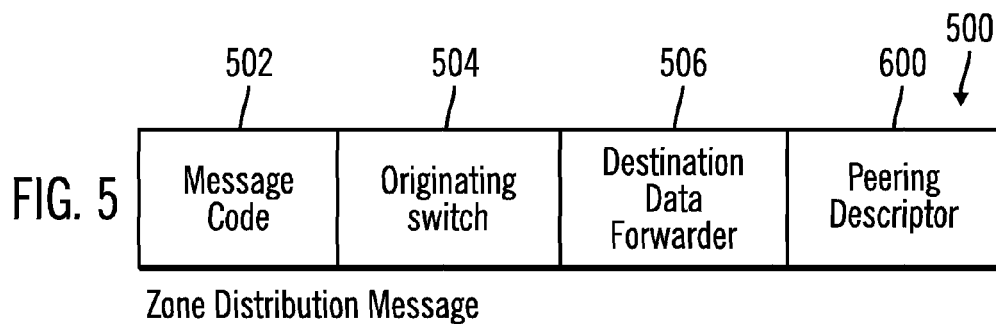 500
502
504
506
600
FIG. 5
Message
Code
Originating
switch
Destination
Data
Forwarder
Peering
Descriptor
Zone Distribution Message